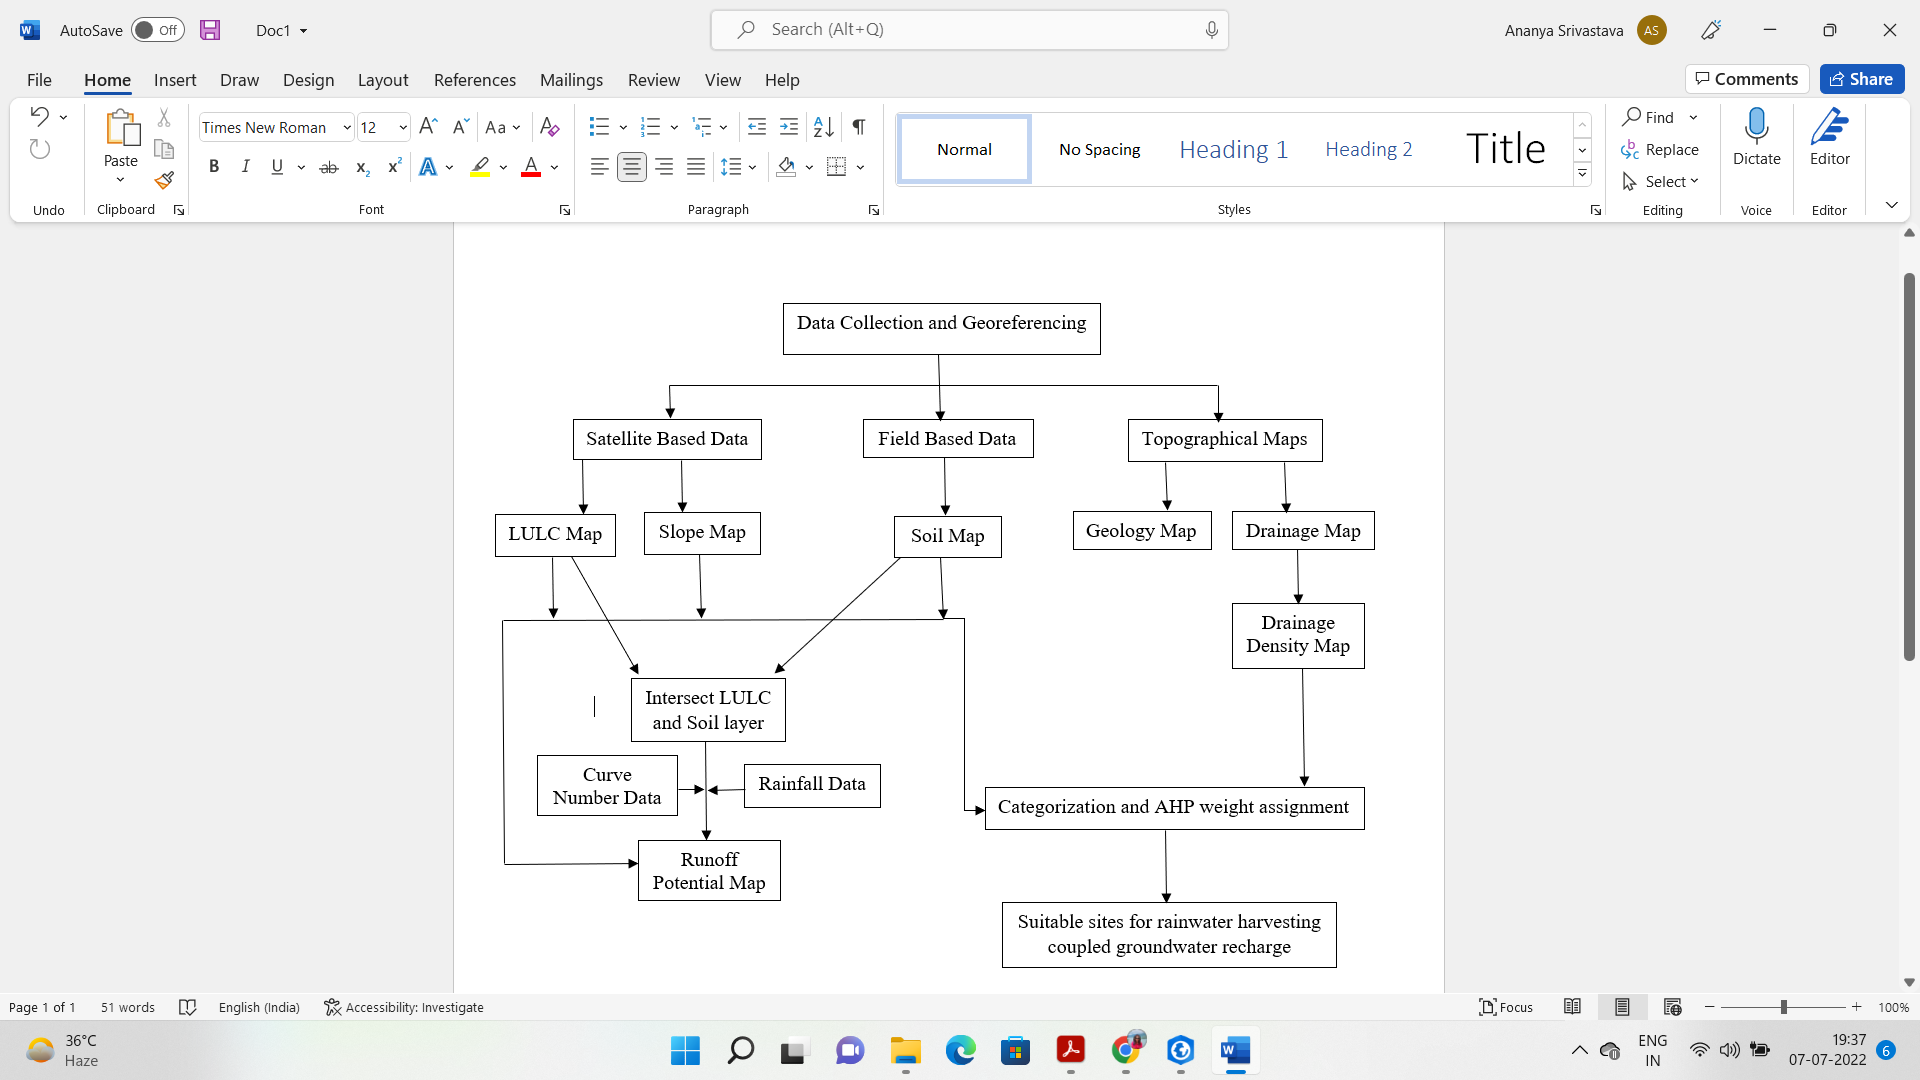 AutoSave Off Doc1 Search (Alt+Q) Ananya Srivastava AS
File Home Insert Draw Design Layout References Mailings Review View Help Comments Share
Paste
Times New Roman 12 Aa
B I U ab x2 x2 A A
Normal No Spacing Heading 1 Heading 2 Title
Find
Replace
Select
Dictate Editor
Undo Clipboard Font Paragraph Styles Editing Voice Editor
Data Collection and Georeferencing
Satellite Based Data Field Based Data Topographical Maps
LULC Map Slope Map Soil Map Geology Map Drainage Map
Drainage
Density Map
Intersect LULC
and Soil layer
Curve
Number Data
Rainfall Data
Categorization and AHP weight assignment
Runoff
Potential Map
Suitable sites for rainwater harvesting
coupled groundwater recharge
Page 1 of 1 51 words English (India) Accessibility: Investigate Focus 100%
36°C
Haze
ENG
IN
19:37
07-07-2022 6